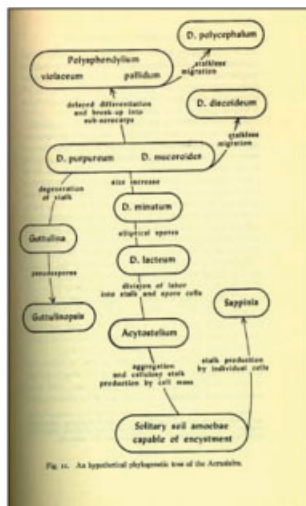 D. polycephalum
Polysphondylium
violaceum pallidum
stalkless
migration
delayed differentiation
and break-up into
sub-sorocarps
D. discoideum
stalkless
migration
D. purpureum D. mucoroides
degeneration
of stalk
size increase
D. minutum
Guttulina
elliptical spores
D. lacteum
pseudospores
division of labor
into stalk and spore cells
Sappinia
Guttulinopsis
Acytostelium
aggregation
and cellulose stalk
production by cell mass
stalk production
by individual cells
Solitary soil amoebae
capable of encystment
Fig. 11. An hypothetical phylogenetic tree of the Acrasiales.